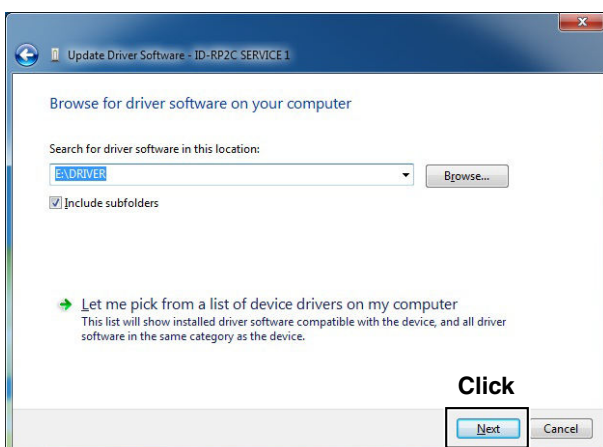 Update Driver Software - ID-RP2C SERVICE 1
Browse for driver software on your computer
Search for driver software in this location:
E:\DRIVER
Browse...
Include subfolders
Let me pick from a list of device drivers on my computer
This list will show installed driver software compatible with the device, and all driver
software in the same category as the device.
Click
Next
Cancel